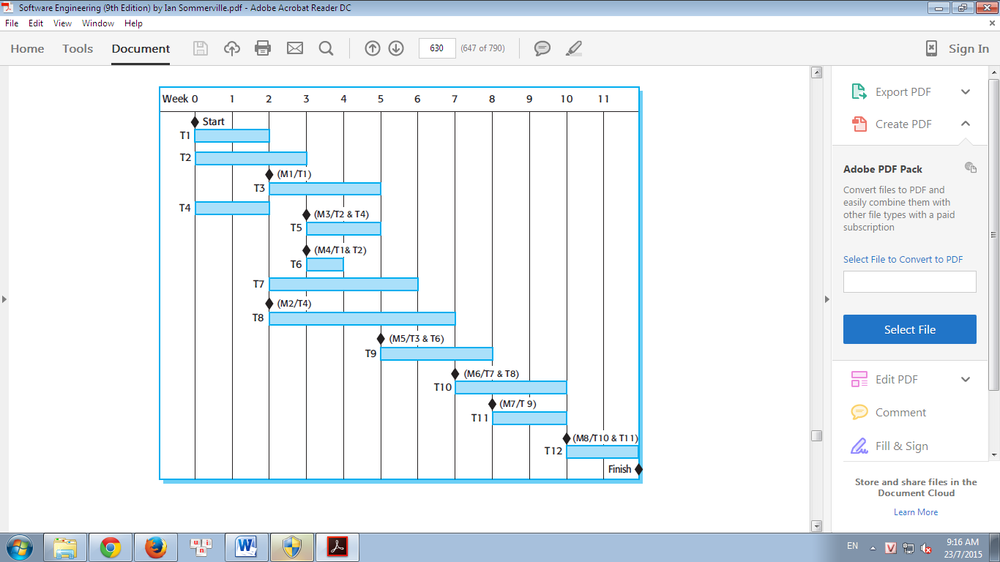 Software Engineering (9th Edition) by Ian Sommerville.pdf - Adobe Acrobat Reader DC
File Edit View Window Help
Home Tools Document 630 (647 of 790) Sign In
Week 0 1 2 3 4 5 6 7 8 9 10 11
Start
T1
T2
(M1/T1)
T3
T4
(M3/T2 & T4)
T5
(M4/T1& T2)
T6
T7
(M2/T4)
T8
(M5/T3 & T6)
T9
(M6/T7 & T8)
T10
(M7/T 9)
T11
(M8/T10 & T11)
T12
Finish
Export PDF
Create PDF
Adobe PDF Pack
Convert files to PDF and
easily combine them with
other file types with a paid
subscription
Select File to Convert to PDF
Select File
Edit PDF
Comment
Fill & Sign
Store and share files in the
Document Cloud
Learn More
EN
9:16 AM
23/7/2015